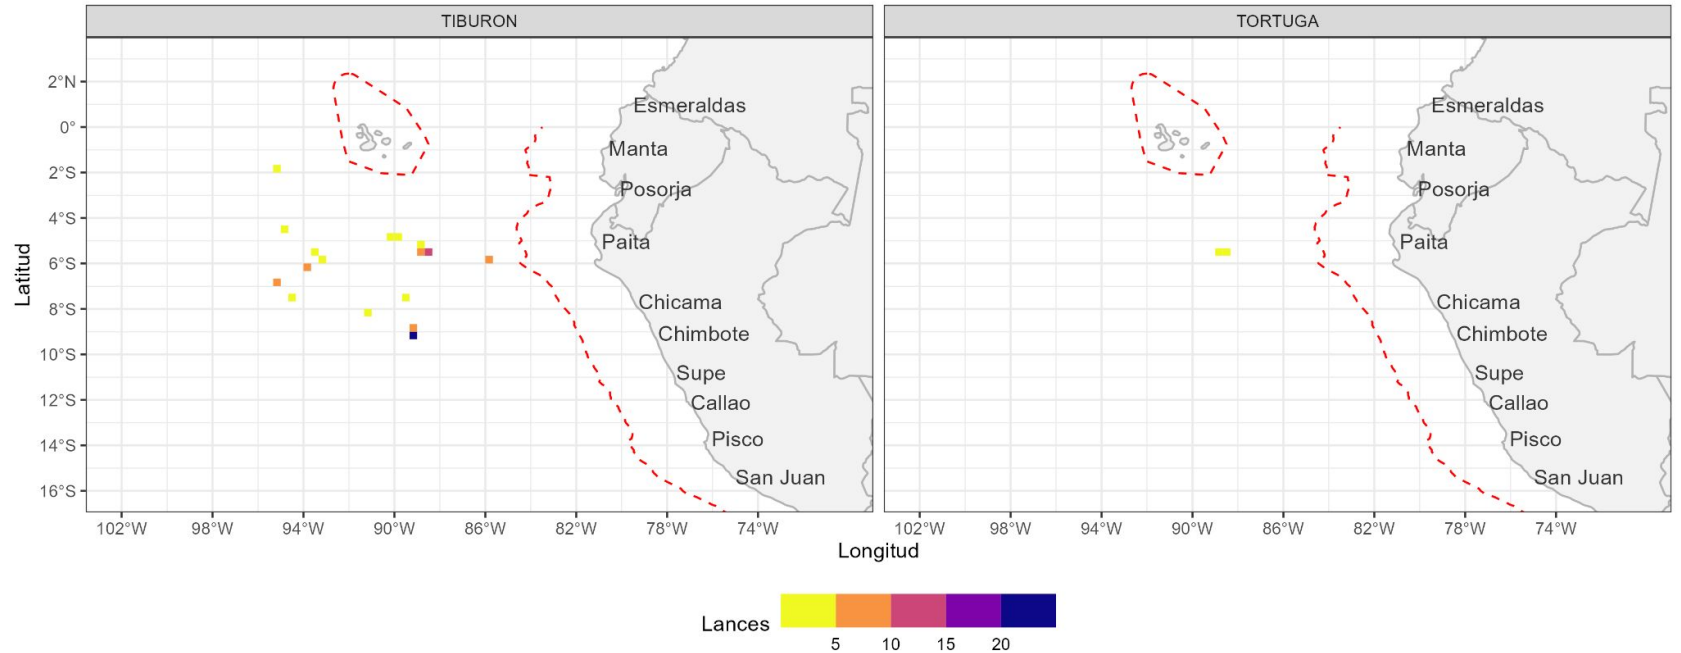 TIBURON
TORTUGA
Latitud
2°N
0°
2°S
4°S
6°S
8°S
10°S
12°S
14°S
16°S
Esmeraldas
Manta
Posorja
Paita
Chicama
Chimbote
Supe
Callao
Pisco
San Juan
Esmeraldas
Manta
Posorja
Paita
Chicama
Chimbote
Supe
Callao
Pisco
San Juan
102°W 98°W 94°W 90°W 86°W 82°W 78°W 74°W
102°W 98°W 94°W 90°W 86°W 82°W 78°W 74°W
Longitud
Lances
5 10 15 20